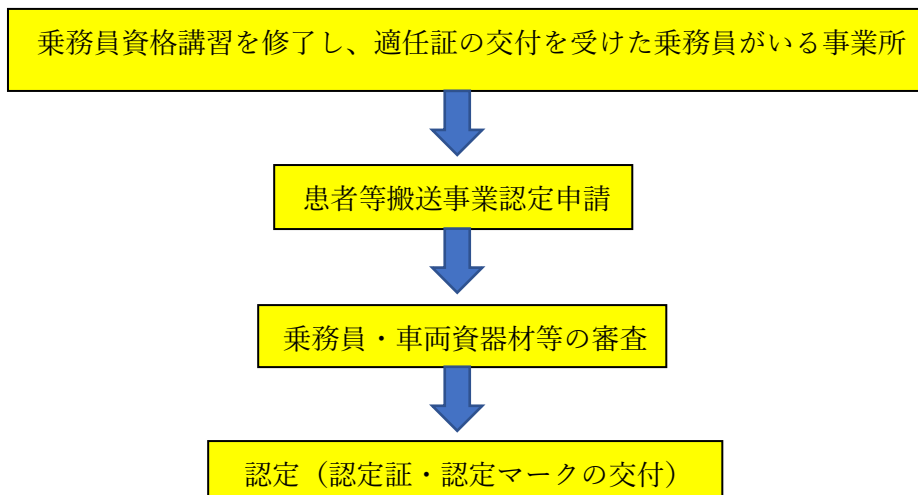 乗務員資格講習を修了し、適任証の交付を受けた乗務員がいる事業所
患者等搬送事業認定申請
乗務員・車両資器材等の審査
認定（認定証・認定マークの交付）